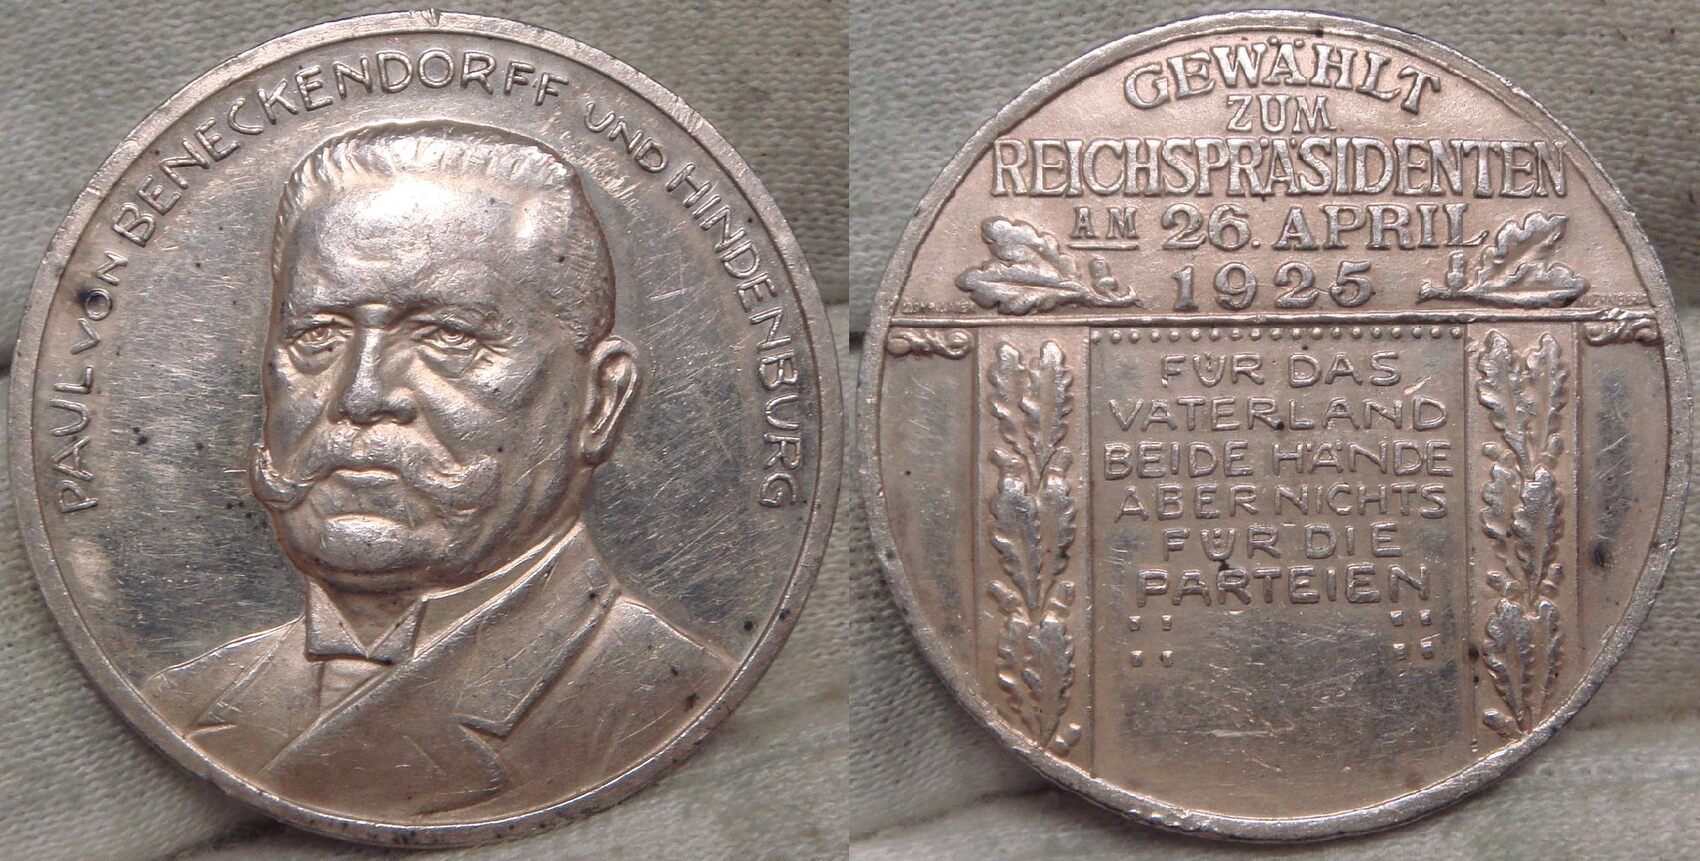 PAUL VON BENECKENDORFF UND HINDENBURG
GEWÄHLT
ZUM
REICHSPRÄSIDENTEN
AM 26. APRIL
1925
FÜR DAS
VATERLAND
BEIDE HÄNDE
ABER NICHTS
FÜR DIE
PARTEIEN